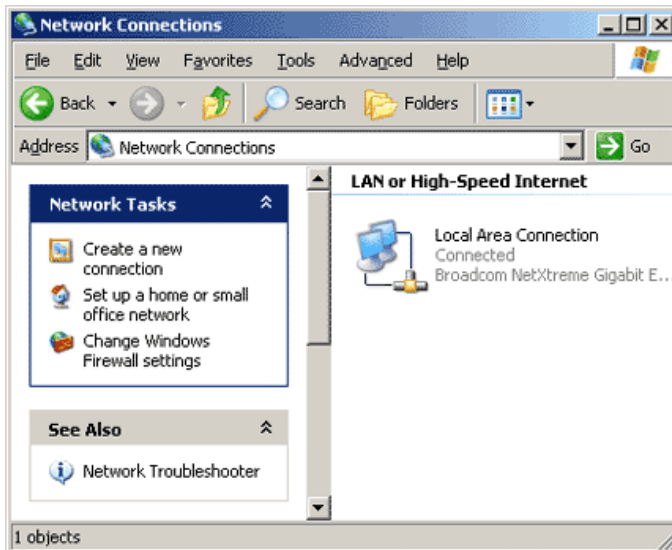 Network Connections
File Edit View Favorites Tools Advanced Help
Back Search Folders
Address Network Connections Go
Network Tasks
Create a new
connection
Set up a home or small
office network
Change Windows
Firewall settings
See Also
Network Troubleshooter
LAN or High-Speed Internet
Local Area Connection
Connected
Broadcom NetXtreme Gigabit E...
1 objects